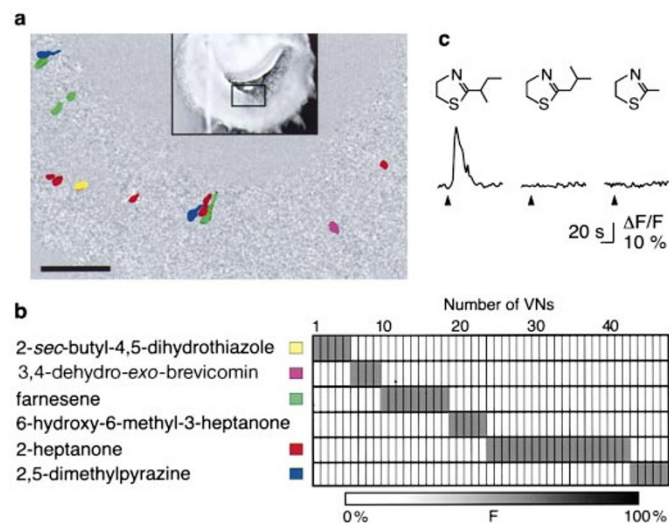 a
c
N
N
N
S
S
S
20 s
ΔF/F
10 %
b
Number of VNs
1 10 20 30 40
2-sec-butyl-4,5-dihydrothiazole
3,4-dehydro-exo-brevicomin
farnesene
6-hydroxy-6-methyl-3-heptanone
2-heptanone
2,5-dimethylpyrazine
0% F 100%